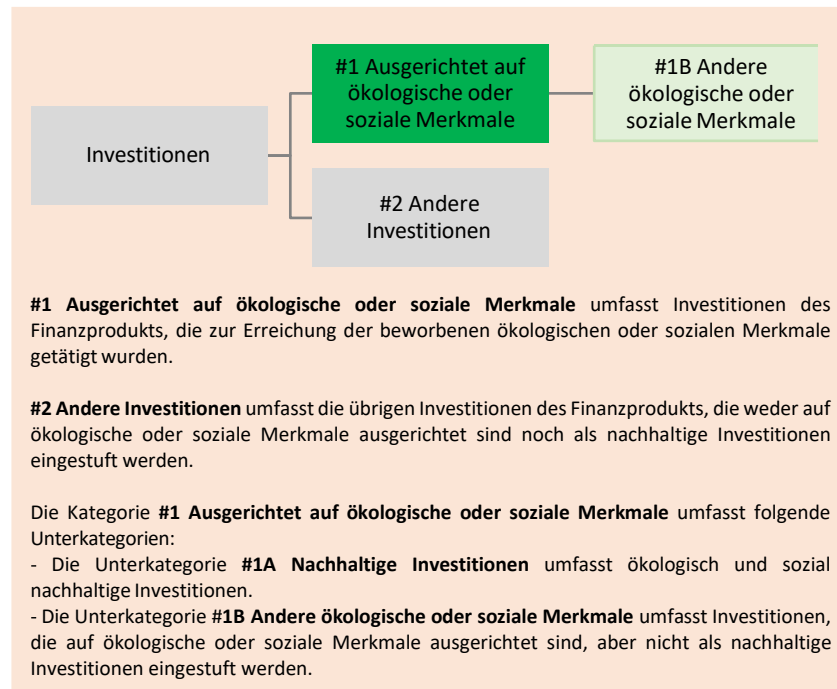 #1 Ausgerichtet auf
ökologische oder
soziale Merkmale
#1B Andere
ökologische oder
soziale Merkmale
Investitionen
#2 Andere
Investitionen
#1 Ausgerichtet auf ökologische oder soziale Merkmale umfasst Investitionen des
Finanzprodukts, die zur Erreichung der beworbenen ökologischen oder sozialen Merkmale
getätigt wurden.
#2 Andere Investitionen umfasst die übrigen Investitionen des Finanzprodukts, die weder auf
ökologische oder soziale Merkmale ausgerichtet sind noch als nachhaltige Investitionen
eingestuft werden.
Die Kategorie #1 Ausgerichtet auf ökologische oder soziale Merkmale umfasst folgende
Unterkategorien:
- Die Unterkategorie #1A Nachhaltige Investitionen umfasst ökologisch und sozial
nachhaltige Investitionen.
- Die Unterkategorie #1B Andere ökologische oder soziale Merkmale umfasst Investitionen,
die auf ökologische oder soziale Merkmale ausgerichtet sind, aber nicht als nachhaltige
Investitionen eingestuft werden.